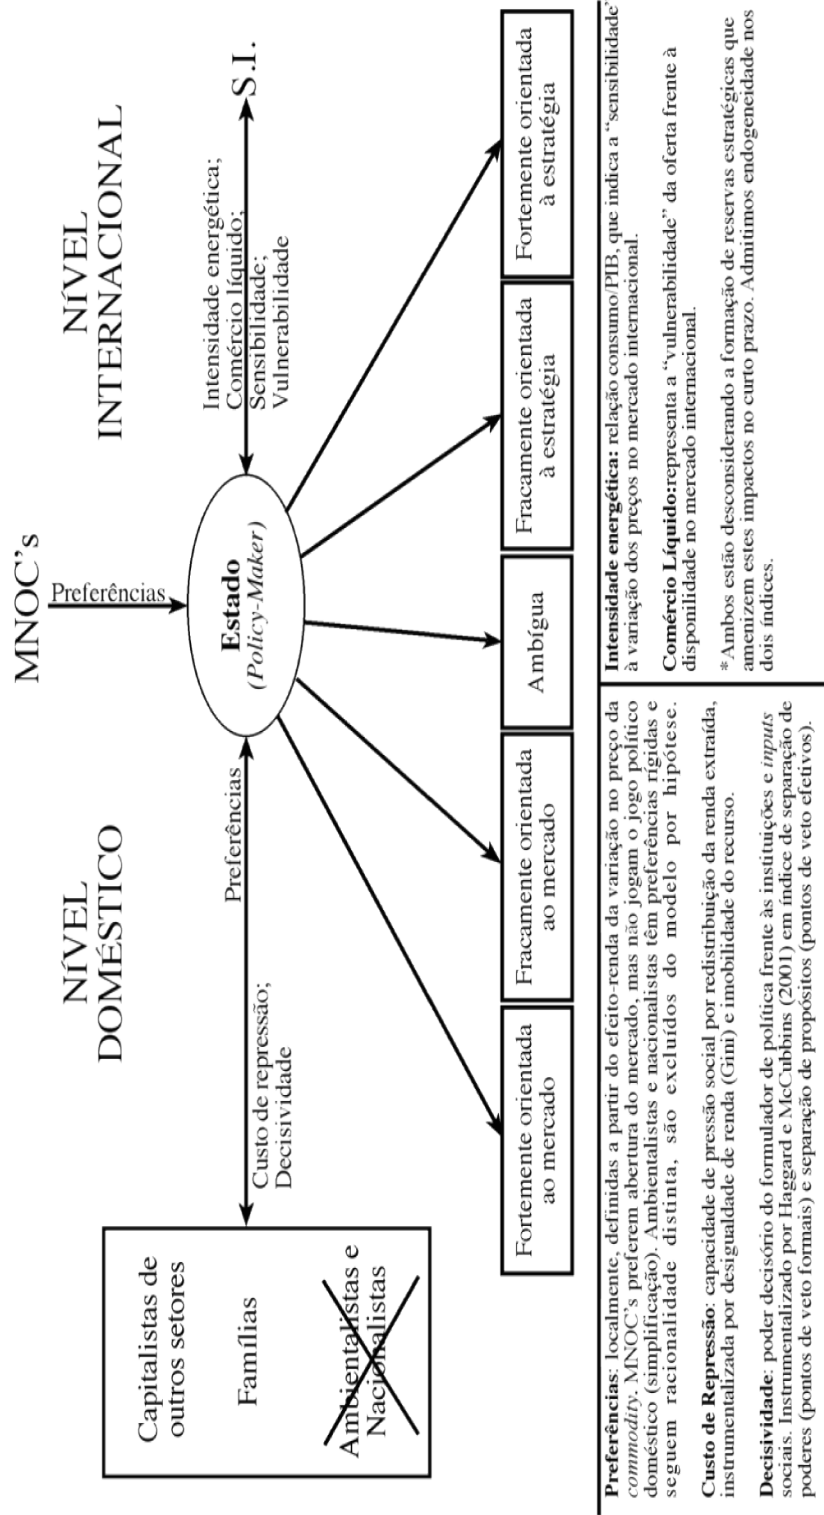 MNOC's
NÍVEL
DOMÉSTICO
NÍVEL
INTERNACIONAL
Preferências
Capitalistas de
outros setores
Famílias
Ambientalistas e
Nacionalistas
Preferências
Custo de repressão;
Decisividade
Estado
(Policy-Maker)
Intensidade energética;
Comércio líquido;
Sensibilidade;
Vulnerabilidade
S.I.
Fortemente orientada
ao mercado
Fracamente orientada
ao mercado
Ambígua
Fracamente orientada
à estratégia
Fortemente orientada
à estratégia
Preferências: localmente, definidas a partir do efeito-renda da variação no preço da
commodity. MNOC's preferem abertura do mercado, mas não jogam o jogo político
doméstico (simplificação). Ambientalistas e nacionalistas têm preferências rígidas e
seguem racionalidade distinta, são excluídos do modelo por hipótese.
Custo de Repressão: capacidade de pressão social por redistribuição da renda extraída,
instrumentalizada por desigualdade de renda (Gini) e imobilidade do recurso.
Decisividade: poder decisório do formulador de política frente às instituições e inputs
sociais. Instrumentalizado por Haggard e McCubbins (2001) em índice de separação de
poderes (pontos de veto formais) e separação de propósitos (pontos de veto efetivos).
Intensidade energética: relação consumo/PIB, que indica a “sensibilidade”
à variação dos preços no mercado internacional.
Comércio Líquido:representa a “vulnerabilidade” da oferta frente à
disponilidade no mercado internacional.
*Ambos estão desconsiderando a formação de reservas estratégicas que
amenizem estes impactos no curto prazo. Admitimos endogeneidade nos
dois índices.